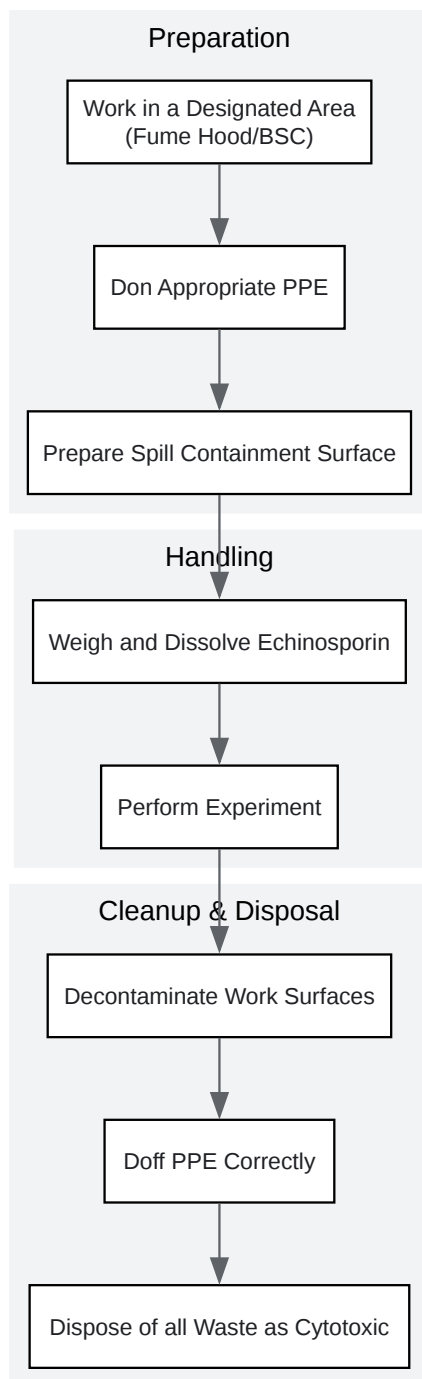 Preparation
Work in a Designated Area
(Fume Hood/BSC)
Don Appropriate PPE
Prepare Spill Containment Surface
Handling
Weigh and Dissolve Echinosporin
Perform Experiment
Cleanup & Disposal
Decontaminate Work Surfaces
Doff PPE Correctly
Dispose of all Waste as Cytotoxic